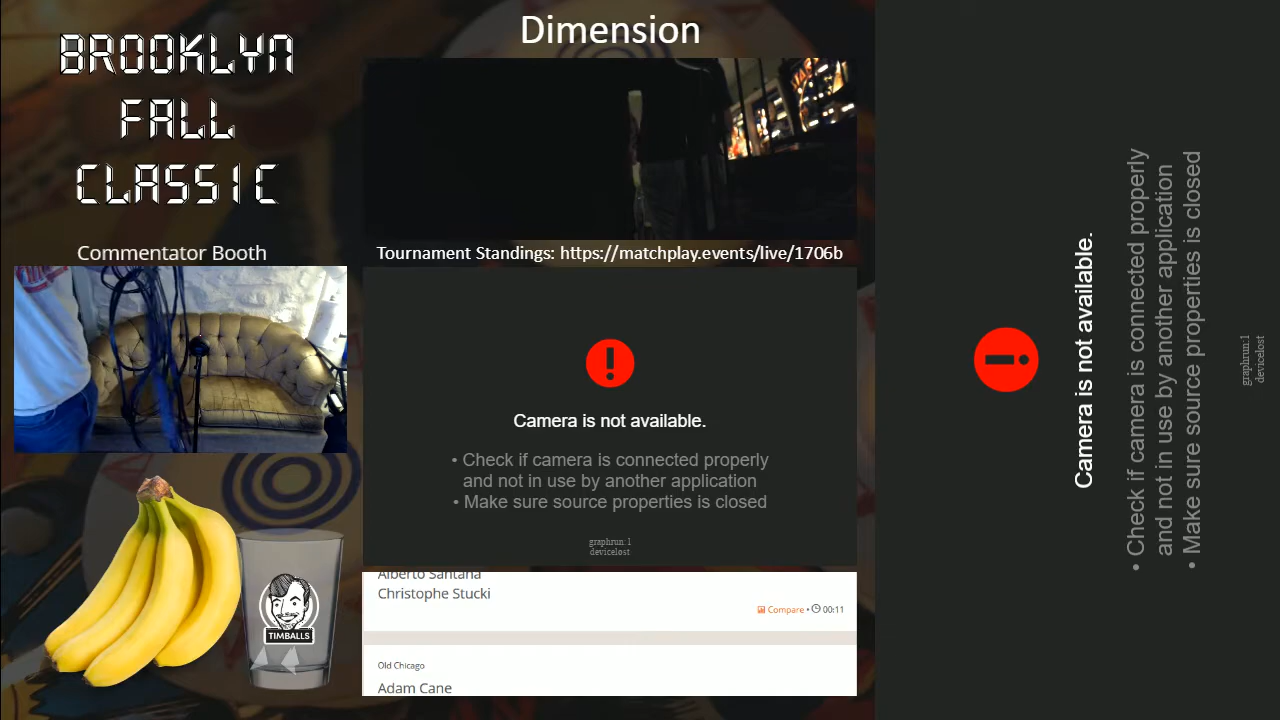 BROOKLYN
FALL
CLASSIC
Commentator Booth
TIMBALLS
Dimension
Tournament Standings: https://matchplay.events/live/1706b
Camera is not available.
• Check if camera is connected properly
and not in use by another application
• Make sure source properties is closed
graphrun:1
devicelost
Alberto Santana
Christophe Stucki
Compare • 00:11
Old Chicago
Adam Cane
Camera is not available.
• Check if camera is connected properly
and not in use by another application
• Make sure source properties is closed
graphrun:1
devicelost